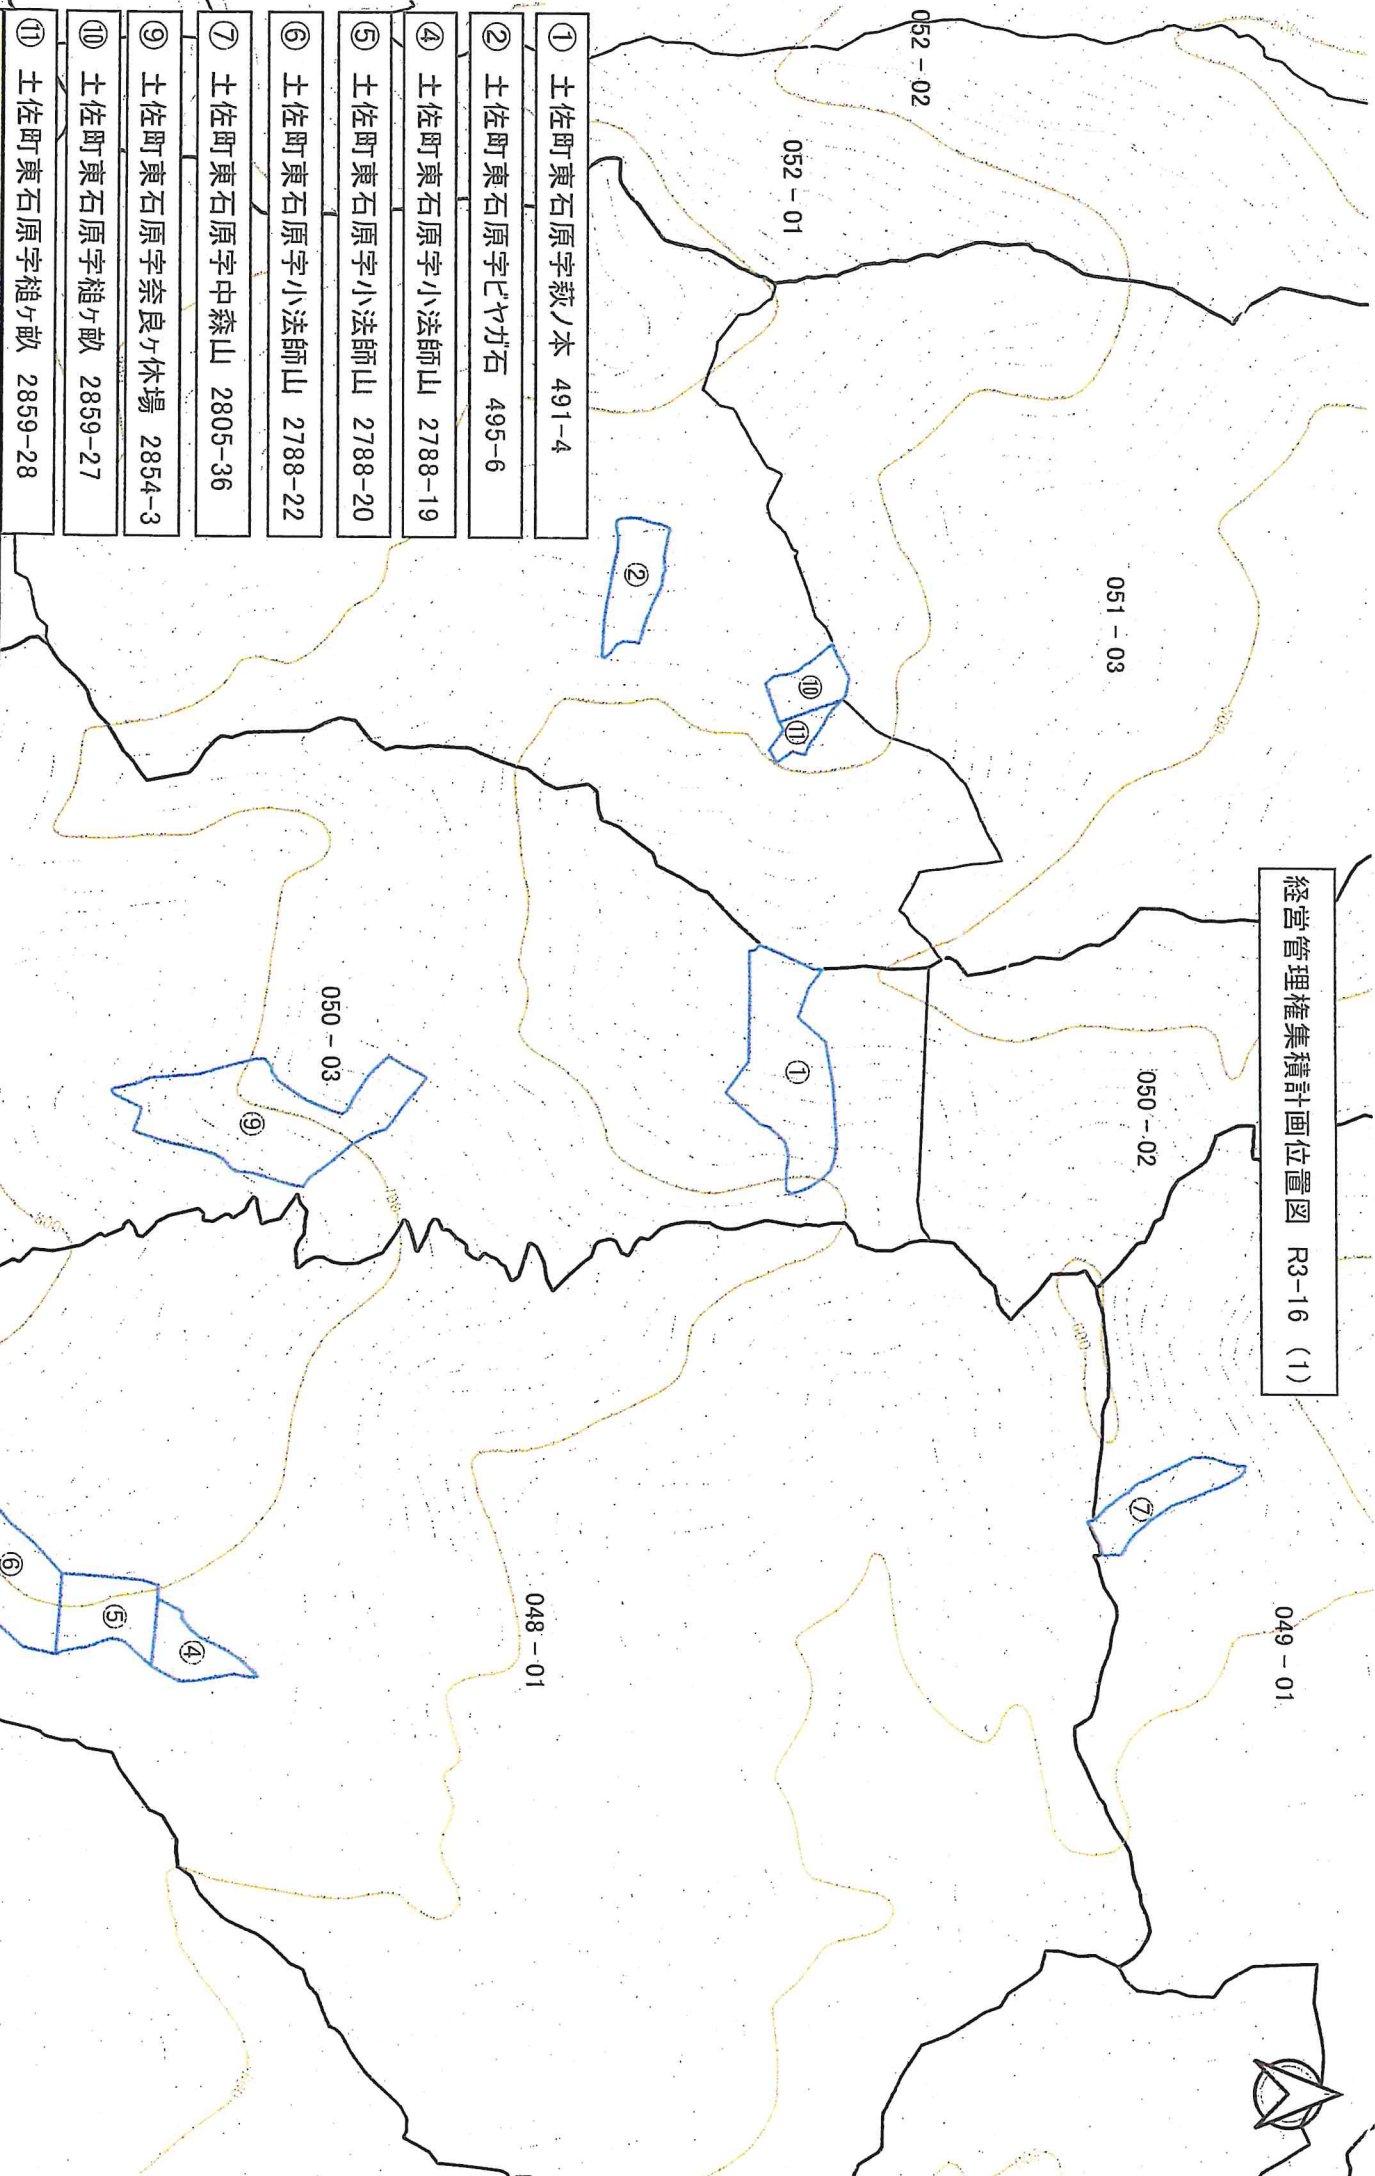 経営管理権集積計画位置図 R3-16 (1)
① 土佐町東石原字萩ノ本 491-4
② 土佐町東石原字ビヤガ石 495-6
④ 土佐町東石原字小法師山 2788-19
⑤ 土佐町東石原字小法師山 2788-20
⑥ 土佐町東石原字小法師山 2788-22
⑦ 土佐町東石原字中森山 2805-36
⑨ 土佐町東石原字奈良ヶ休場 2854-3
⑩ 土佐町東石原字槌ヶ畝 2859-27
⑪ 土佐町東石原字槌ヶ畝 2859-28
052-02
052-01
051-03
050-02
049-01
050-03
048-01
②
⑩
⑪
①
⑨
⑦
④
⑤
⑥